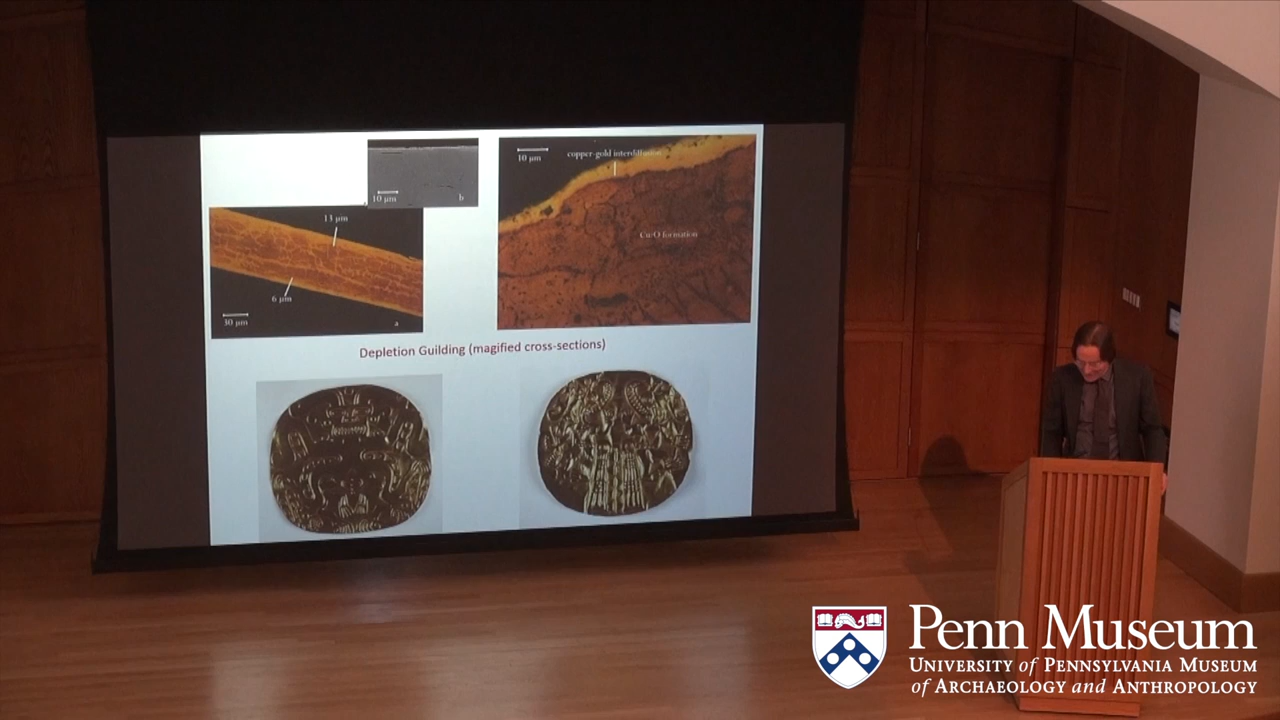 10 μm
b
13 μm
6 μm
30 μm
a
10 μm
copper-gold interdiffusion
Cu2O formation
Depletion Guilding (magified cross-sections)
Penn Museum
UNIVERSITY of PENNSYLVANIA MUSEUM
of ARCHAEOLOGY and ANTHROPOLOGY